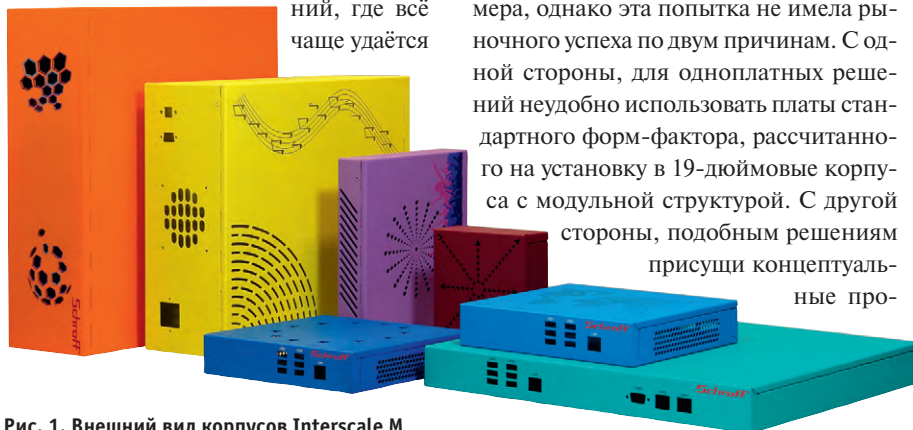 ний, где всё
чаще удаётся
мера, однако эта попытка не имела ры-
ночного успеха по двум причинам. С од-
ной стороны, для одноплатных реше-
ний неудобно использовать платы стан-
дартного форм-фактора, рассчитанно-
го на установку в 19-дюймовые корпу-
са с модульной структурой. С другой
стороны, подобным решениям
присущи концептуаль-
ные про-
Schroff
Schroff
Schroff
Schroff
Рис. 1. Внешний вид корпусов Interscale M